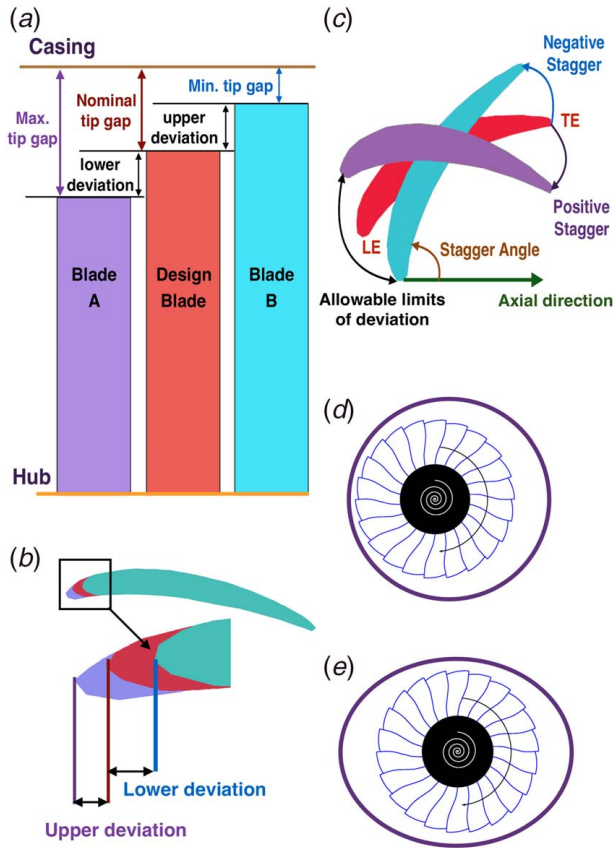 (a)
Casing
Max.
tip gap
Nominal
tip gap
Min. tip gap
upper
deviation
lower
deviation
Blade
A
Design
Blade
Blade
B
Hub
(b)
Lower deviation
Upper deviation
(c)
Negative
Stagger
TE
Positive
Stagger
LE
Stagger Angle
Allowable limits
of deviation
Axial direction
(d)
(e)